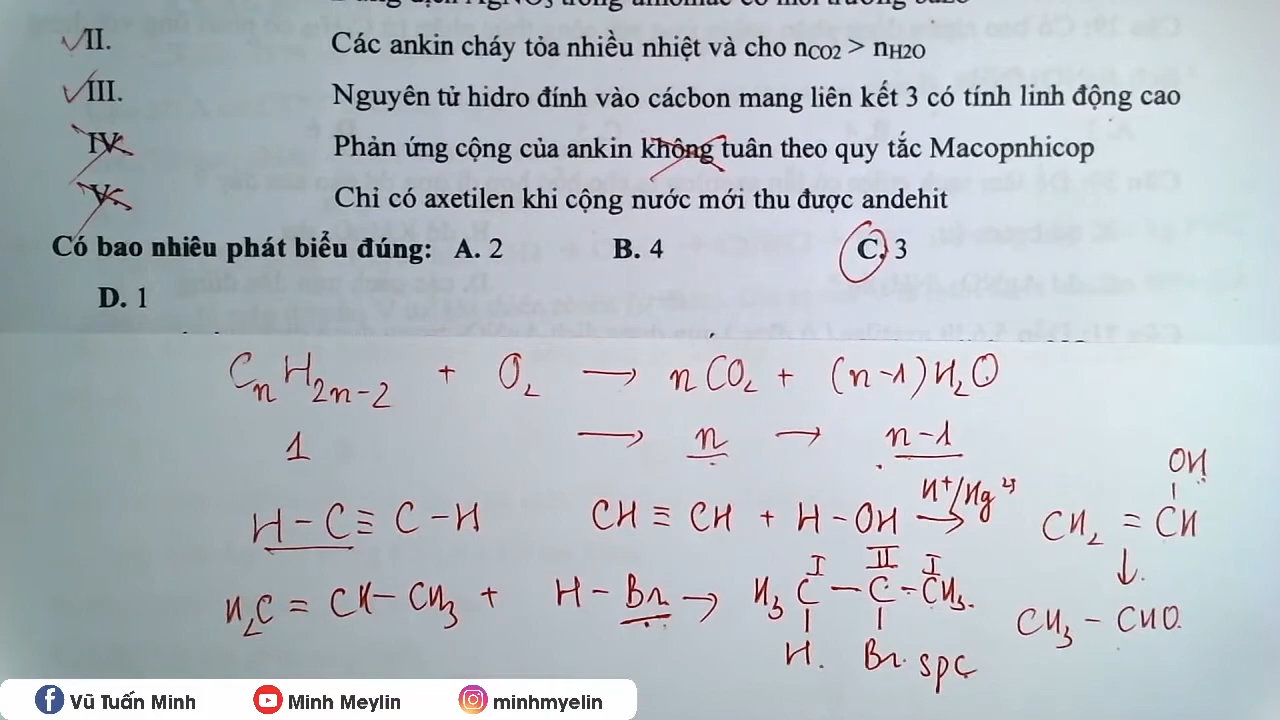 II. Các ankin cháy tỏa nhiều nhiệt và cho nCO2 > nH2O
III. Nguyên tử hidro đính vào cácbon mang liên kết 3 có tính linh động cao
IV. Phản ứng cộng của ankin không tuân theo quy tắc Macopnhicop
V. Chỉ có axetilen khi cộng nước mới thu được andehit
Có bao nhiêu phát biểu đúng: A. 2 B. 4 C. 3
D. 1
CnH2n-2 + O2 → nCO2 + (n-1)H2O
1 → n → n-1
H-C≡C-H CH≡CH + H-OH → H+/Hg2+ CH2=CH
OH
↓
H2C=CH-CH3 + H-Br → H3C-C-CH3
I II I
H. Br. spc
CH3-CHO.
Vũ Tuấn Minh Minh Meylin minhmyelin